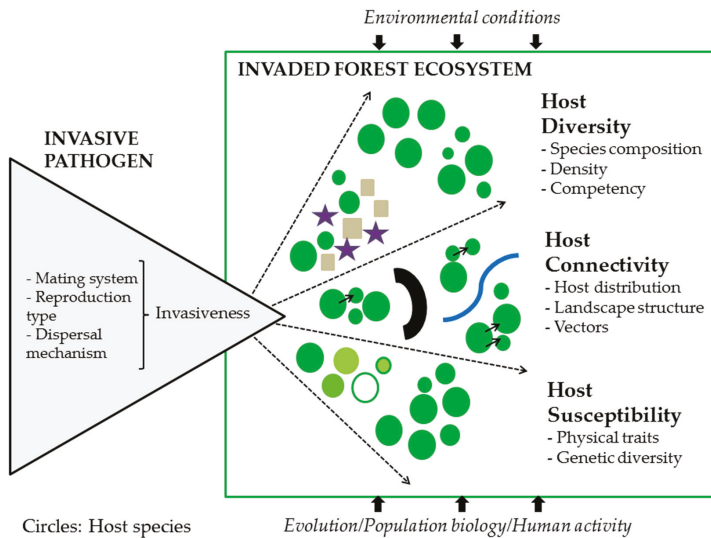 Environmental conditions
INVADED FOREST ECOSYSTEM
INVASIVE
PATHOGEN
- Mating system
- Reproduction
type
- Dispersal
mechanism
Invasiveness
Host
Diversity
- Species composition
- Density
- Competency
Host
Connectivity
- Host distribution
- Landscape structure
- Vectors
Host
Susceptibility
- Physical traits
- Genetic diversity
Circles: Host species
Evolution/Population biology/Human activity